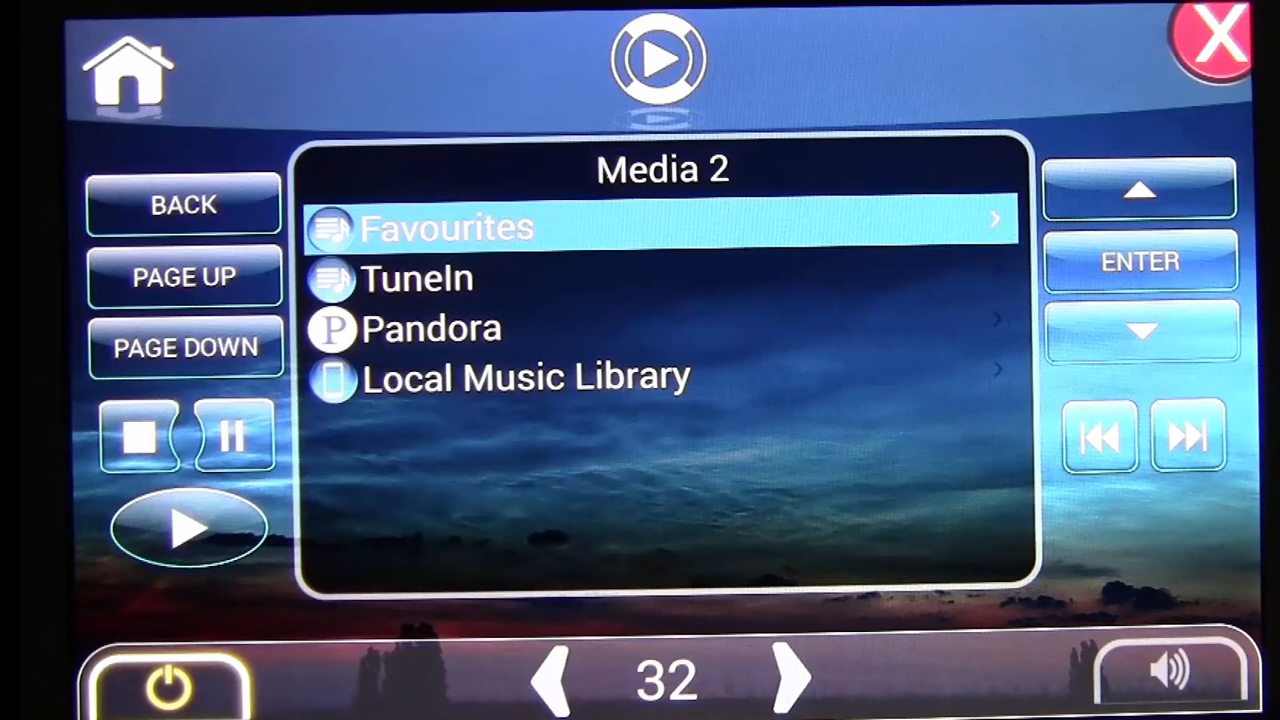 X
Media 2
BACK
Favourites
PAGE UP
TuneIn
ENTER
PAGE DOWN
P Pandora
Local Music Library
32